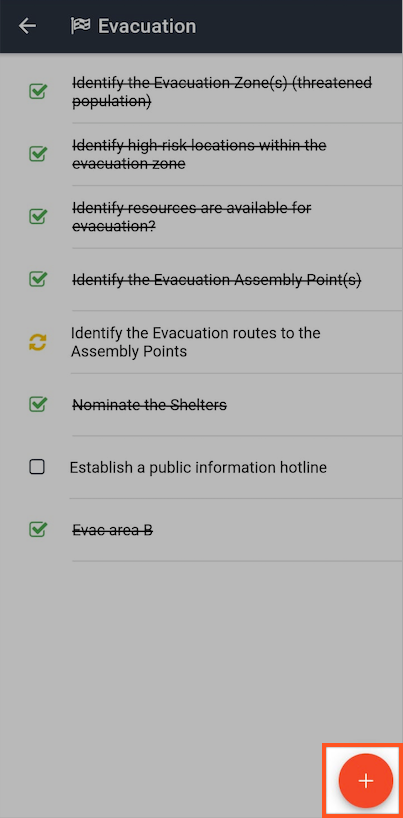 Evacuation
Identify the Evacuation Zone(s) (threatened
population)
Identify high risk locations within the
evacuation zone
Identify resources are available for
evacuation?
Identify the Evacuation Assembly Point(s)
Identify the Evacuation routes to the
Assembly Points
Nominate the Shelters
Establish a public information hotline
Evac area B